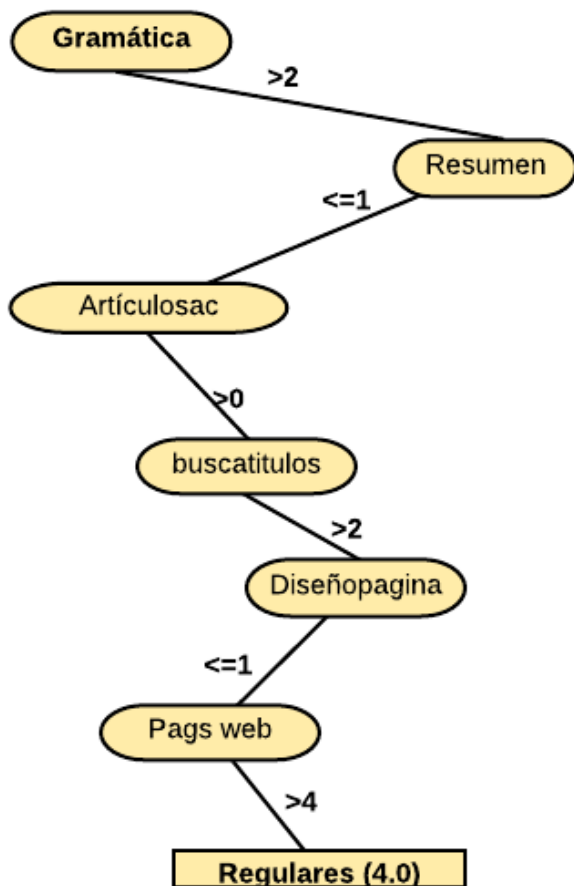 Gramática
>2
Resumen
<=1
Artículosac
>0
buscatitulos
>2
Diseñopagina
<=1
Pags web
>4
Regulares (4.0)